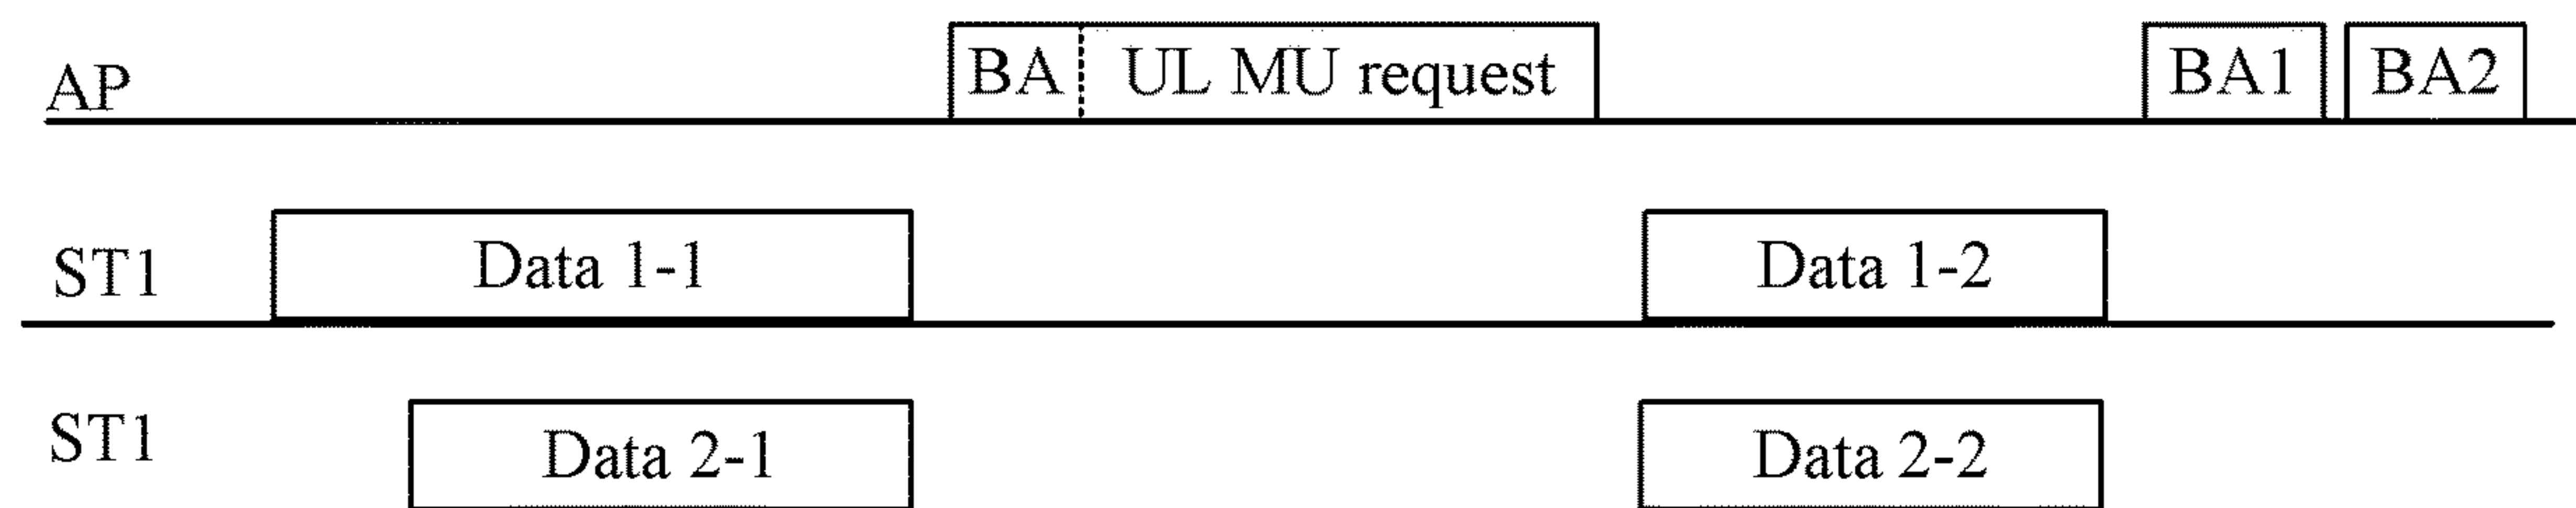 AP BA UL MU request BA1 BA2
ST1 Data 1-1 Data 1-2
ST1 Data 2-1 Data 2-2